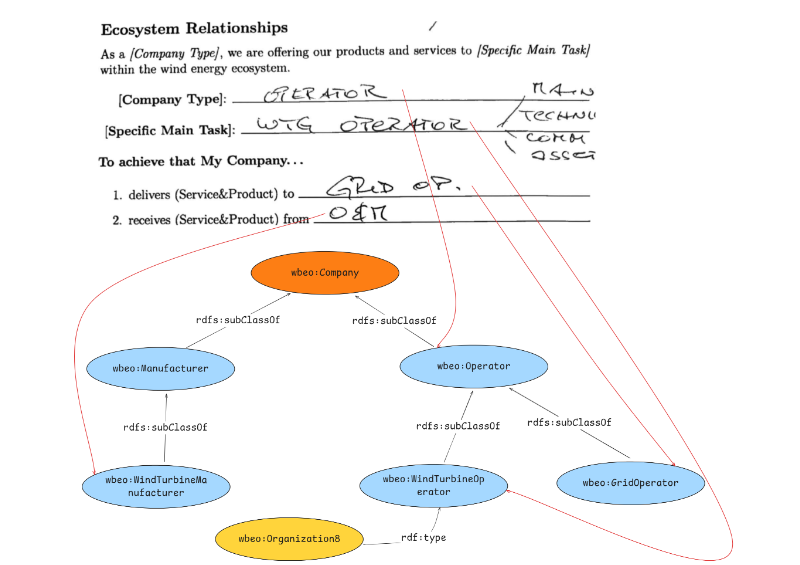 Ecosystem Relationships
As a [Company Type], we are offering our products and services to [Specific Main Task]
within the wind energy ecosystem.
[Company Type]: OPERATOR
MAIN
[Specific Main Task]: WTG OPERATOR
TECHNI
COMM
ASSET
To achieve that My Company...
1. delivers (Service&Product) to GRID OP.
2. receives (Service&Product) from O&M
wbeo:Company
rdfs:subClassOf
rdfs:subClassOf
wbeo:Manufacturer
wbeo:Operator
rdfs:subClassOf
rdfs:subClassOf
rdfs:subClassOf
wbeo:WindTurbineMa
nufacturer
wbeo:WindTurbineOp
erator
wbeo:GridOperator
wbeo:Organization8
rdf:type